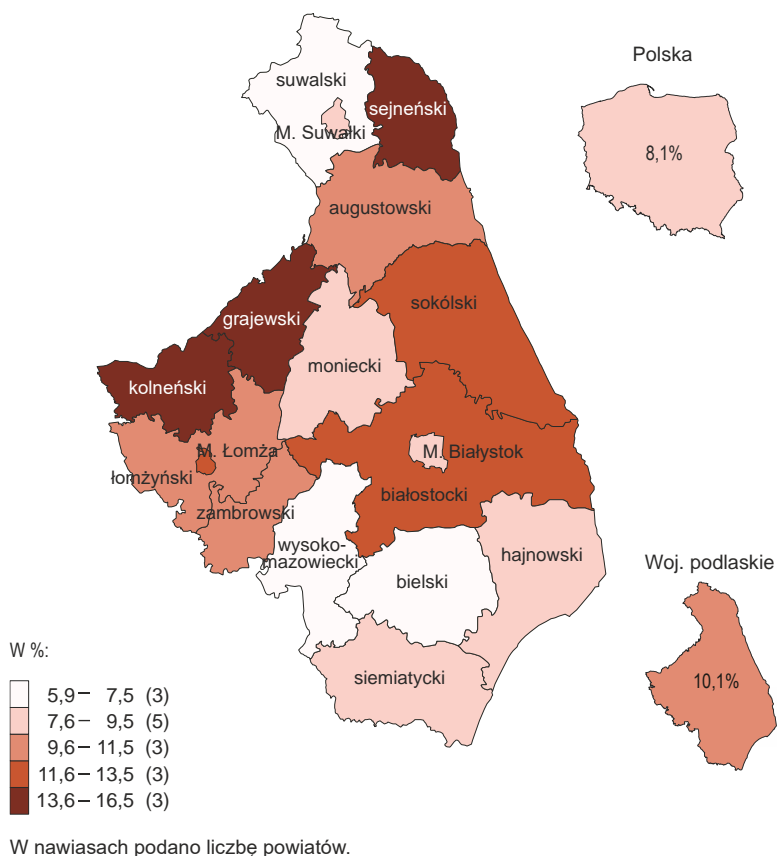 Polska
suwalski
sejneński
M. Suwałki
8,1%
augustowski
sokólski
grajewski
moniecki
kolneński
M. Łomża
M. Białystok
łomżyński
białostocki
zambrowski
wysoko-
mazowiecki
hajnowski
bielski
Woj. podlaskie
siemiatycki
10,1%
W %:
5,9 – 7,5 (3)
7,6 – 9,5 (5)
9,6 – 11,5 (3)
11,6 – 13,5 (3)
13,6 – 16,5 (3)
W nawiasach podano liczbę powiatów.